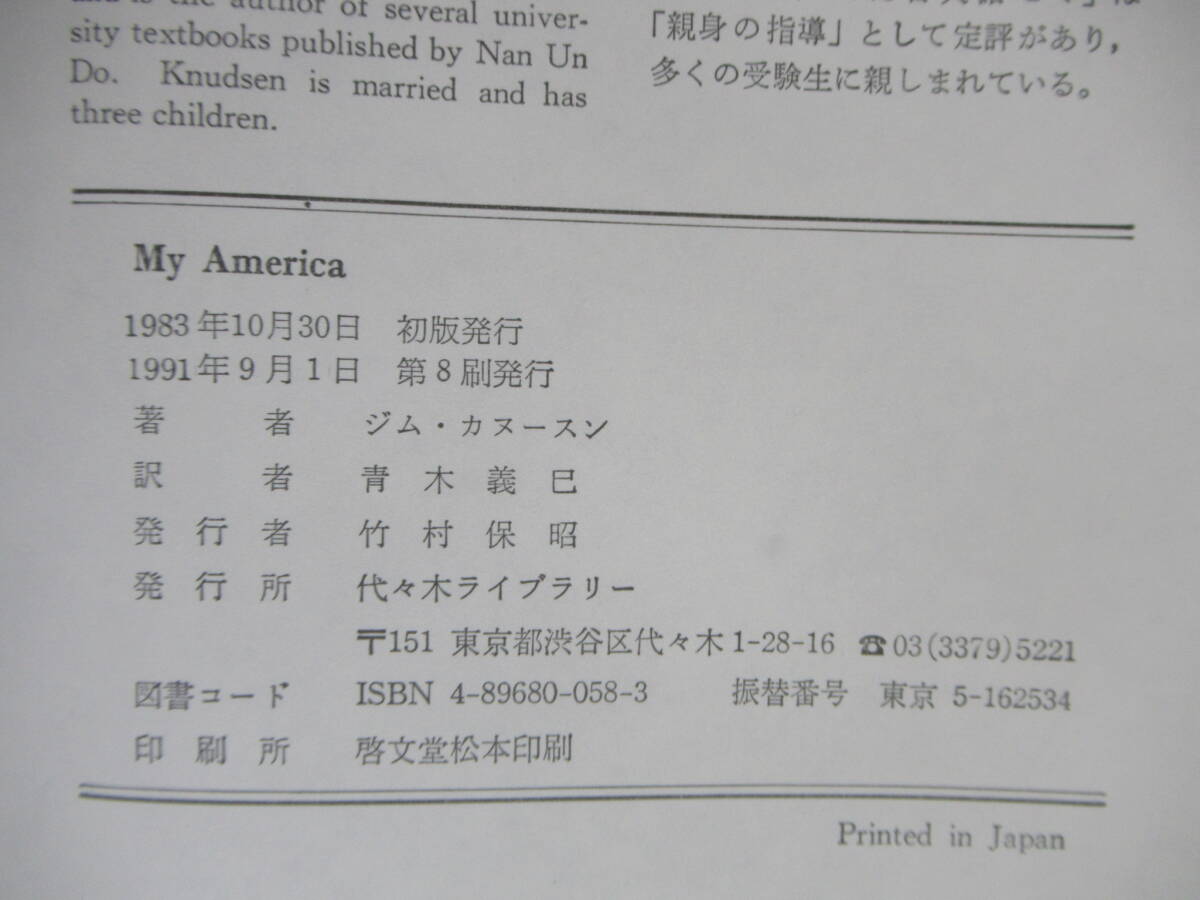 and is the author of several univer-
sity textbooks published by Nan Un
Do. Knudsen is married and has
three children.
「親身の指導」として定評があり，
多くの受験生に親しまれている。
My America
1983年10月30日 初版発行
1991年9月1日 第8刷発行
著者 ジム・カヌースン
訳者 青木義巳
発行者 竹村保昭
発行所 代々木ライブラリー
〒151 東京都渋谷区代々木1-28-16 ☎03(3379)5221
図書コード ISBN 4-89680-058-3 振替番号 東京 5-162534
印刷所 啓文堂松本印刷
Printed in Japan